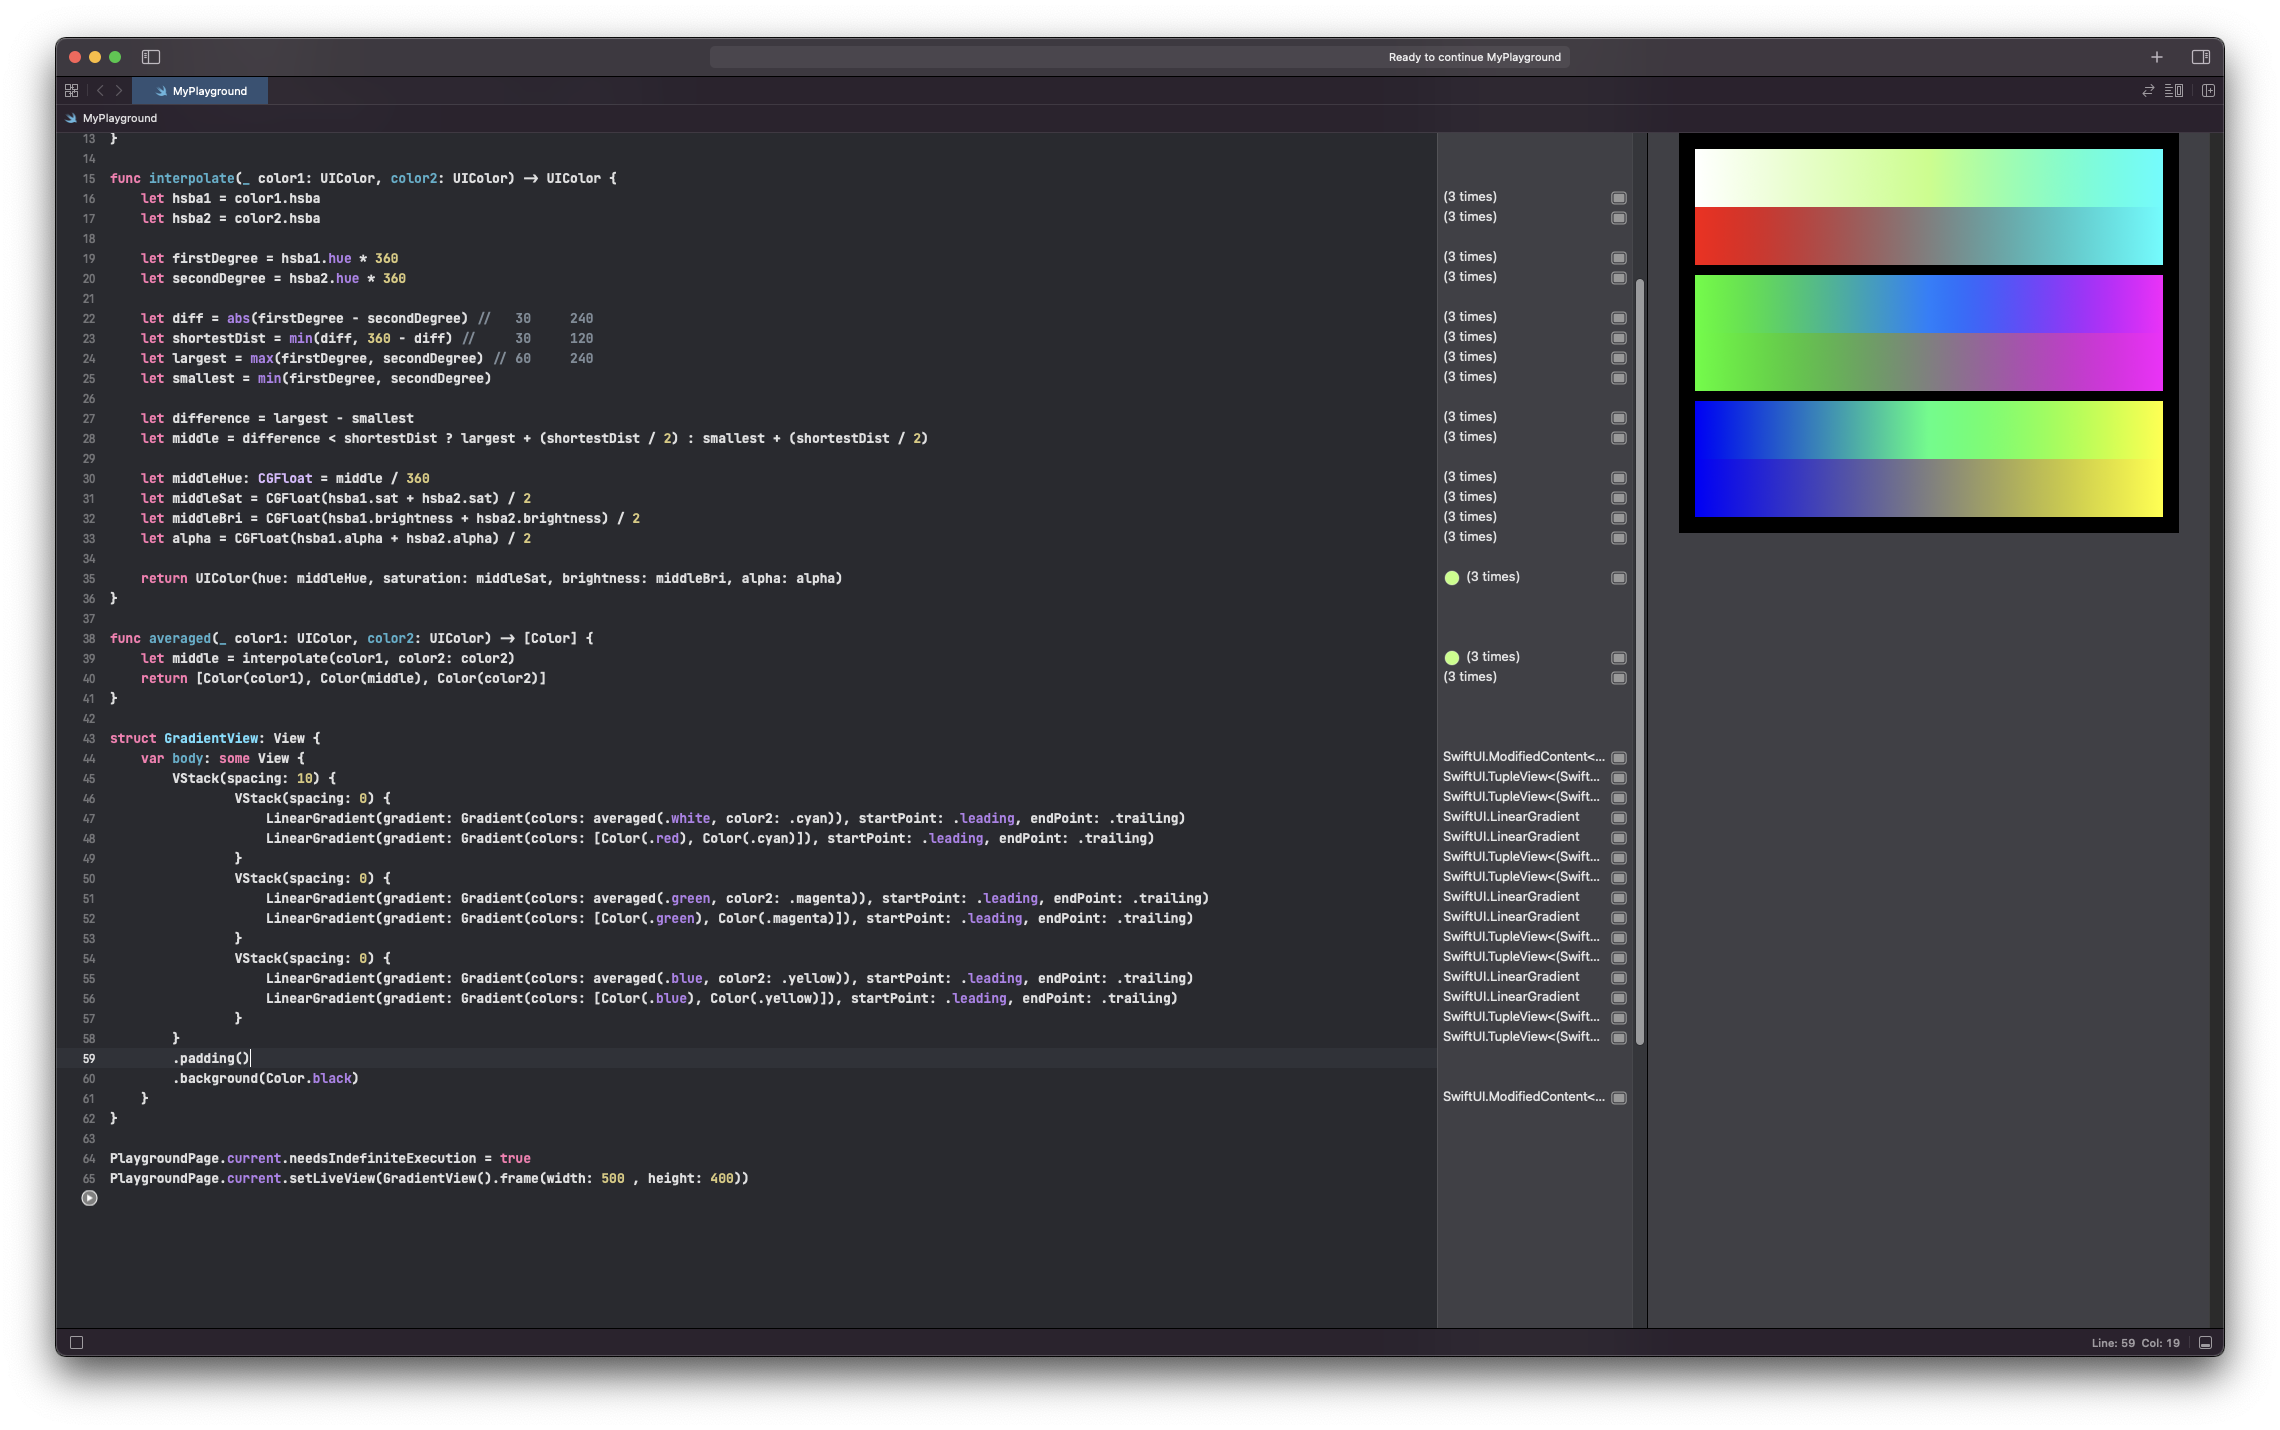 Ready to continue MyPlayground
MyPlayground
MyPlayground
13 }
14
15 func interpolate(_ color1: UIColor, color2: UIColor) -> UIColor {
16     let hsba1 = color1.hsba
(3 times)
17     let hsba2 = color2.hsba
(3 times)
18
19     let firstDegree = hsba1.hue * 360
(3 times)
20     let secondDegree = hsba2.hue * 360
(3 times)
21
22     let diff = abs(firstDegree - secondDegree) //   30     240
(3 times)
23     let shortestDist = min(diff, 360 - diff) //     30     120
(3 times)
24     let largest = max(firstDegree, secondDegree) // 60     240
(3 times)
25     let smallest = min(firstDegree, secondDegree)
(3 times)
26
27     let difference = largest - smallest
(3 times)
28     let middle = difference < shortestDist ? largest + (shortestDist / 2) : smallest + (shortestDist / 2)
(3 times)
29
30     let middleHue: CGFloat = middle / 360
(3 times)
31     let middleSat = CGFloat(hsba1.sat + hsba2.sat) / 2
(3 times)
32     let middleBri = CGFloat(hsba1.brightness + hsba2.brightness) / 2
(3 times)
33     let alpha = CGFloat(hsba1.alpha + hsba2.alpha) / 2
(3 times)
34
35     return UIColor(hue: middleHue, saturation: middleSat, brightness: middleBri, alpha: alpha)
(3 times)
36 }
37
38 func averaged(_ color1: UIColor, color2: UIColor) -> [Color] {
39     let middle = interpolate(color1, color2: color2)
(3 times)
40     return [Color(color1), Color(middle), Color(color2)]
(3 times)
41 }
42
43 struct GradientView: View {
44     var body: some View {
SwiftUI.ModifiedContent<...
45         VStack(spacing: 10) {
SwiftUI.TupleView<(Swift...
46                 VStack(spacing: 0) {
SwiftUI.TupleView<(Swift...
47                     LinearGradient(gradient: Gradient(colors: averaged(.white, color2: .cyan)), startPoint: .leading, endPoint: .trailing)
SwiftUI.LinearGradient
48                     LinearGradient(gradient: Gradient(colors: [Color(.red), Color(.cyan)]), startPoint: .leading, endPoint: .trailing)
SwiftUI.LinearGradient
49                 }
SwiftUI.TupleView<(Swift...
50                 VStack(spacing: 0) {
SwiftUI.TupleView<(Swift...
51                     LinearGradient(gradient: Gradient(colors: averaged(.green, color2: .magenta)), startPoint: .leading, endPoint: .trailing)
SwiftUI.LinearGradient
52                     LinearGradient(gradient: Gradient(colors: [Color(.green), Color(.magenta)]), startPoint: .leading, endPoint: .trailing)
SwiftUI.LinearGradient
53                 }
SwiftUI.TupleView<(Swift...
54                 VStack(spacing: 0) {
SwiftUI.TupleView<(Swift...
55                     LinearGradient(gradient: Gradient(colors: averaged(.blue, color2: .yellow)), startPoint: .leading, endPoint: .trailing)
SwiftUI.LinearGradient
56                     LinearGradient(gradient: Gradient(colors: [Color(.blue), Color(.yellow)]), startPoint: .leading, endPoint: .trailing)
SwiftUI.LinearGradient
57                 }
SwiftUI.TupleView<(Swift...
58         }
SwiftUI.TupleView<(Swift...
59         .padding()
60         .background(Color.black)
61     }
SwiftUI.ModifiedContent<...
62 }
63
64 PlaygroundPage.current.needsIndefiniteExecution = true
65 PlaygroundPage.current.setLiveView(GradientView().frame(width: 500 , height: 400))
Line: 59 Col: 19